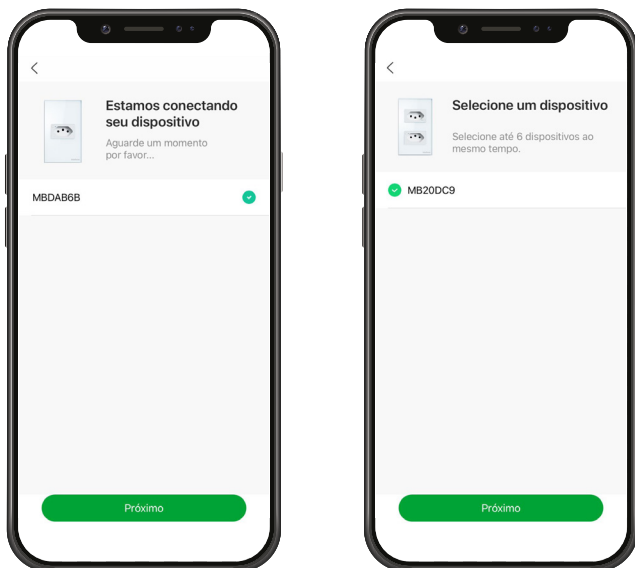 Estamos conectando
seu dispositivo
Aguarde um momento
por favor...
MBDAB6B
Próximo
Selecione um dispositivo
Selecione até 6 dispositivos ao
mesmo tempo.
MB20DC9
Próximo